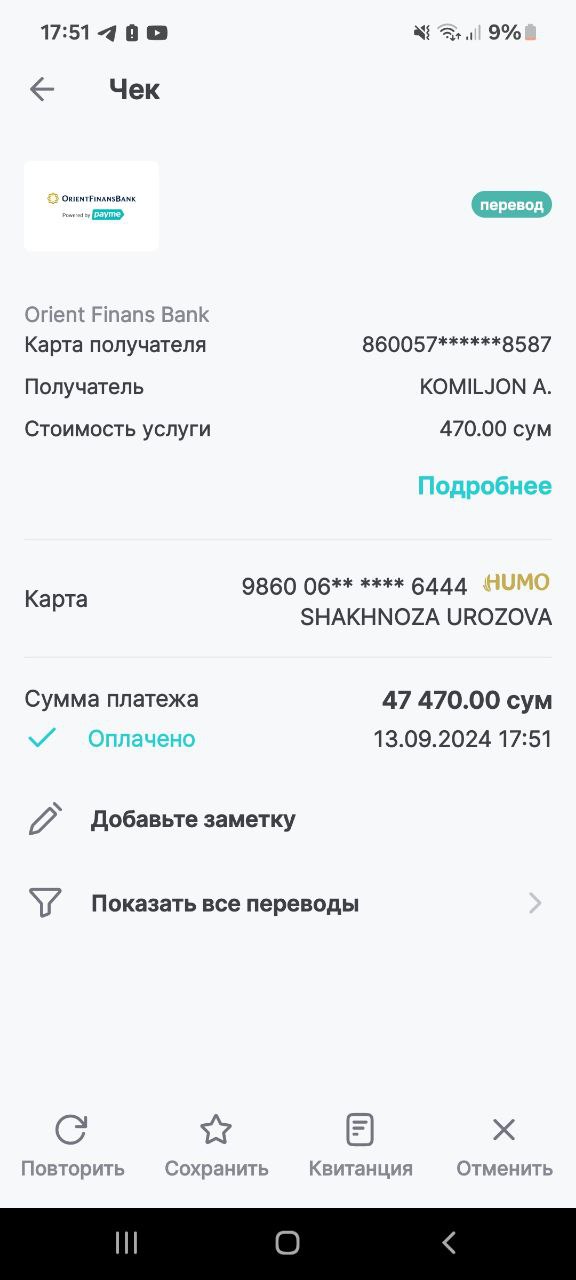 17:51 9%
Чек
ORIENTFINANSBANK
Powered by payme
перевод
Orient Finans Bank
Карта получателя 860057******8587
Получатель KOMILJON A.
Стоимость услуги 470.00 сум
Подробнее
9860 06** **** 6444 HUMO
Карта
SHAKHNOZA UROZOVA
Сумма платежа 47 470.00 сум
Оплачено 13.09.2024 17:51
Добавьте заметку
Показать все переводы
Повторить Сохранить Квитанция Отменить